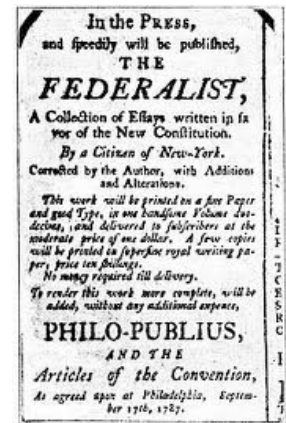 In the PRESS,
and speedily will be published,
THE
FEDERALIST,
A Collection of Essays written in fa
vor of the New Constitution.
By a Citizen of New-York.
Corrected by the Author, with Additions
and Alterations.
This work will be printed on a fine Paper
and good Type, in one handsome Volume duo-
decimo, and delivered to subscribers at the
moderate price of one dollar. A few copies
will be printed on superfine royal writing pa-
per, price ten shillings.
No money required till delivery.
To render this work more complete, will be
added, without any additional expence,
PHILO-PUBLIUS,
AND THE
Articles of the Convention,
As agreed upon at Philadelphia, Septem-
ber 17th, 1787.